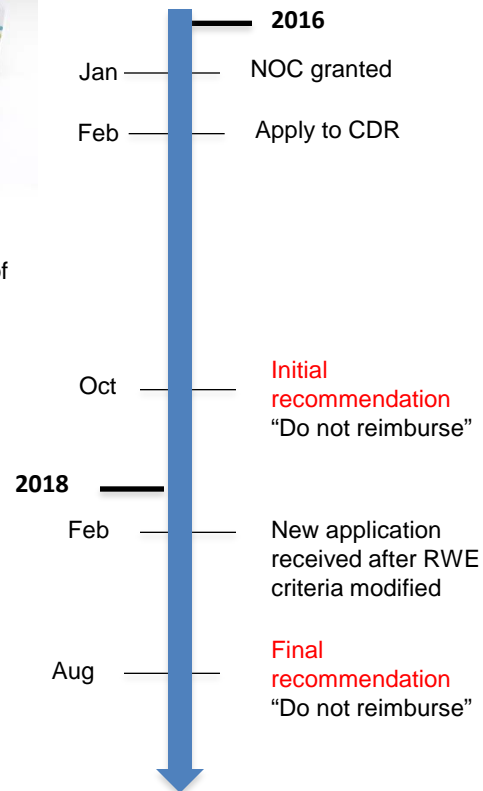 2016
Jan
NOC granted
Feb
Apply to CDR
of
Oct
Initial
recommendation
“Do not reimburse”
2018
Feb
New application
received after RWE
criteria modified
Aug
Final
recommendation
“Do not reimburse”